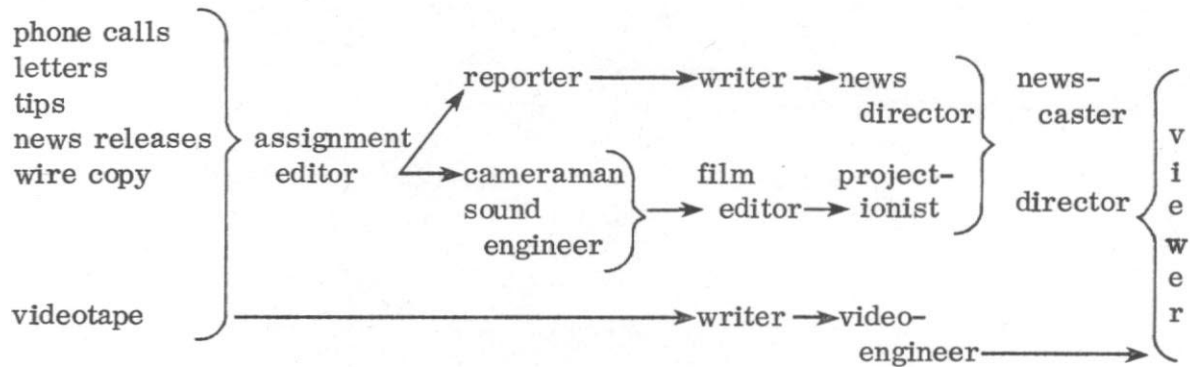 phone calls
letters
tips
news releases
wire copy
videotape
assignment
editor
reporter
writer
news
director
cameraman
sound
engineer
film
editor
project-
ionist
writer
video-
engineer
news-
caster
director
viewer